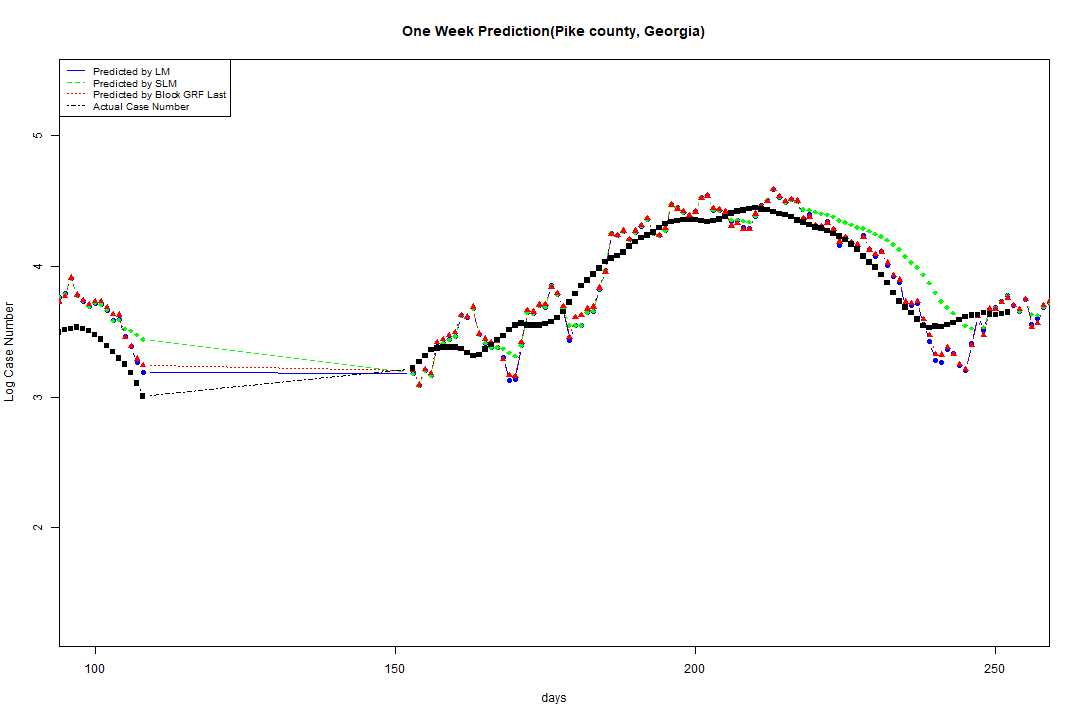 One Week Prediction(Pike county, Georgia)
Predicted by LM
Predicted by SLM
Predicted by Block GRF Last
Actual Case Number
5
4
3
2
Log Case Number
100 150 200 250
days